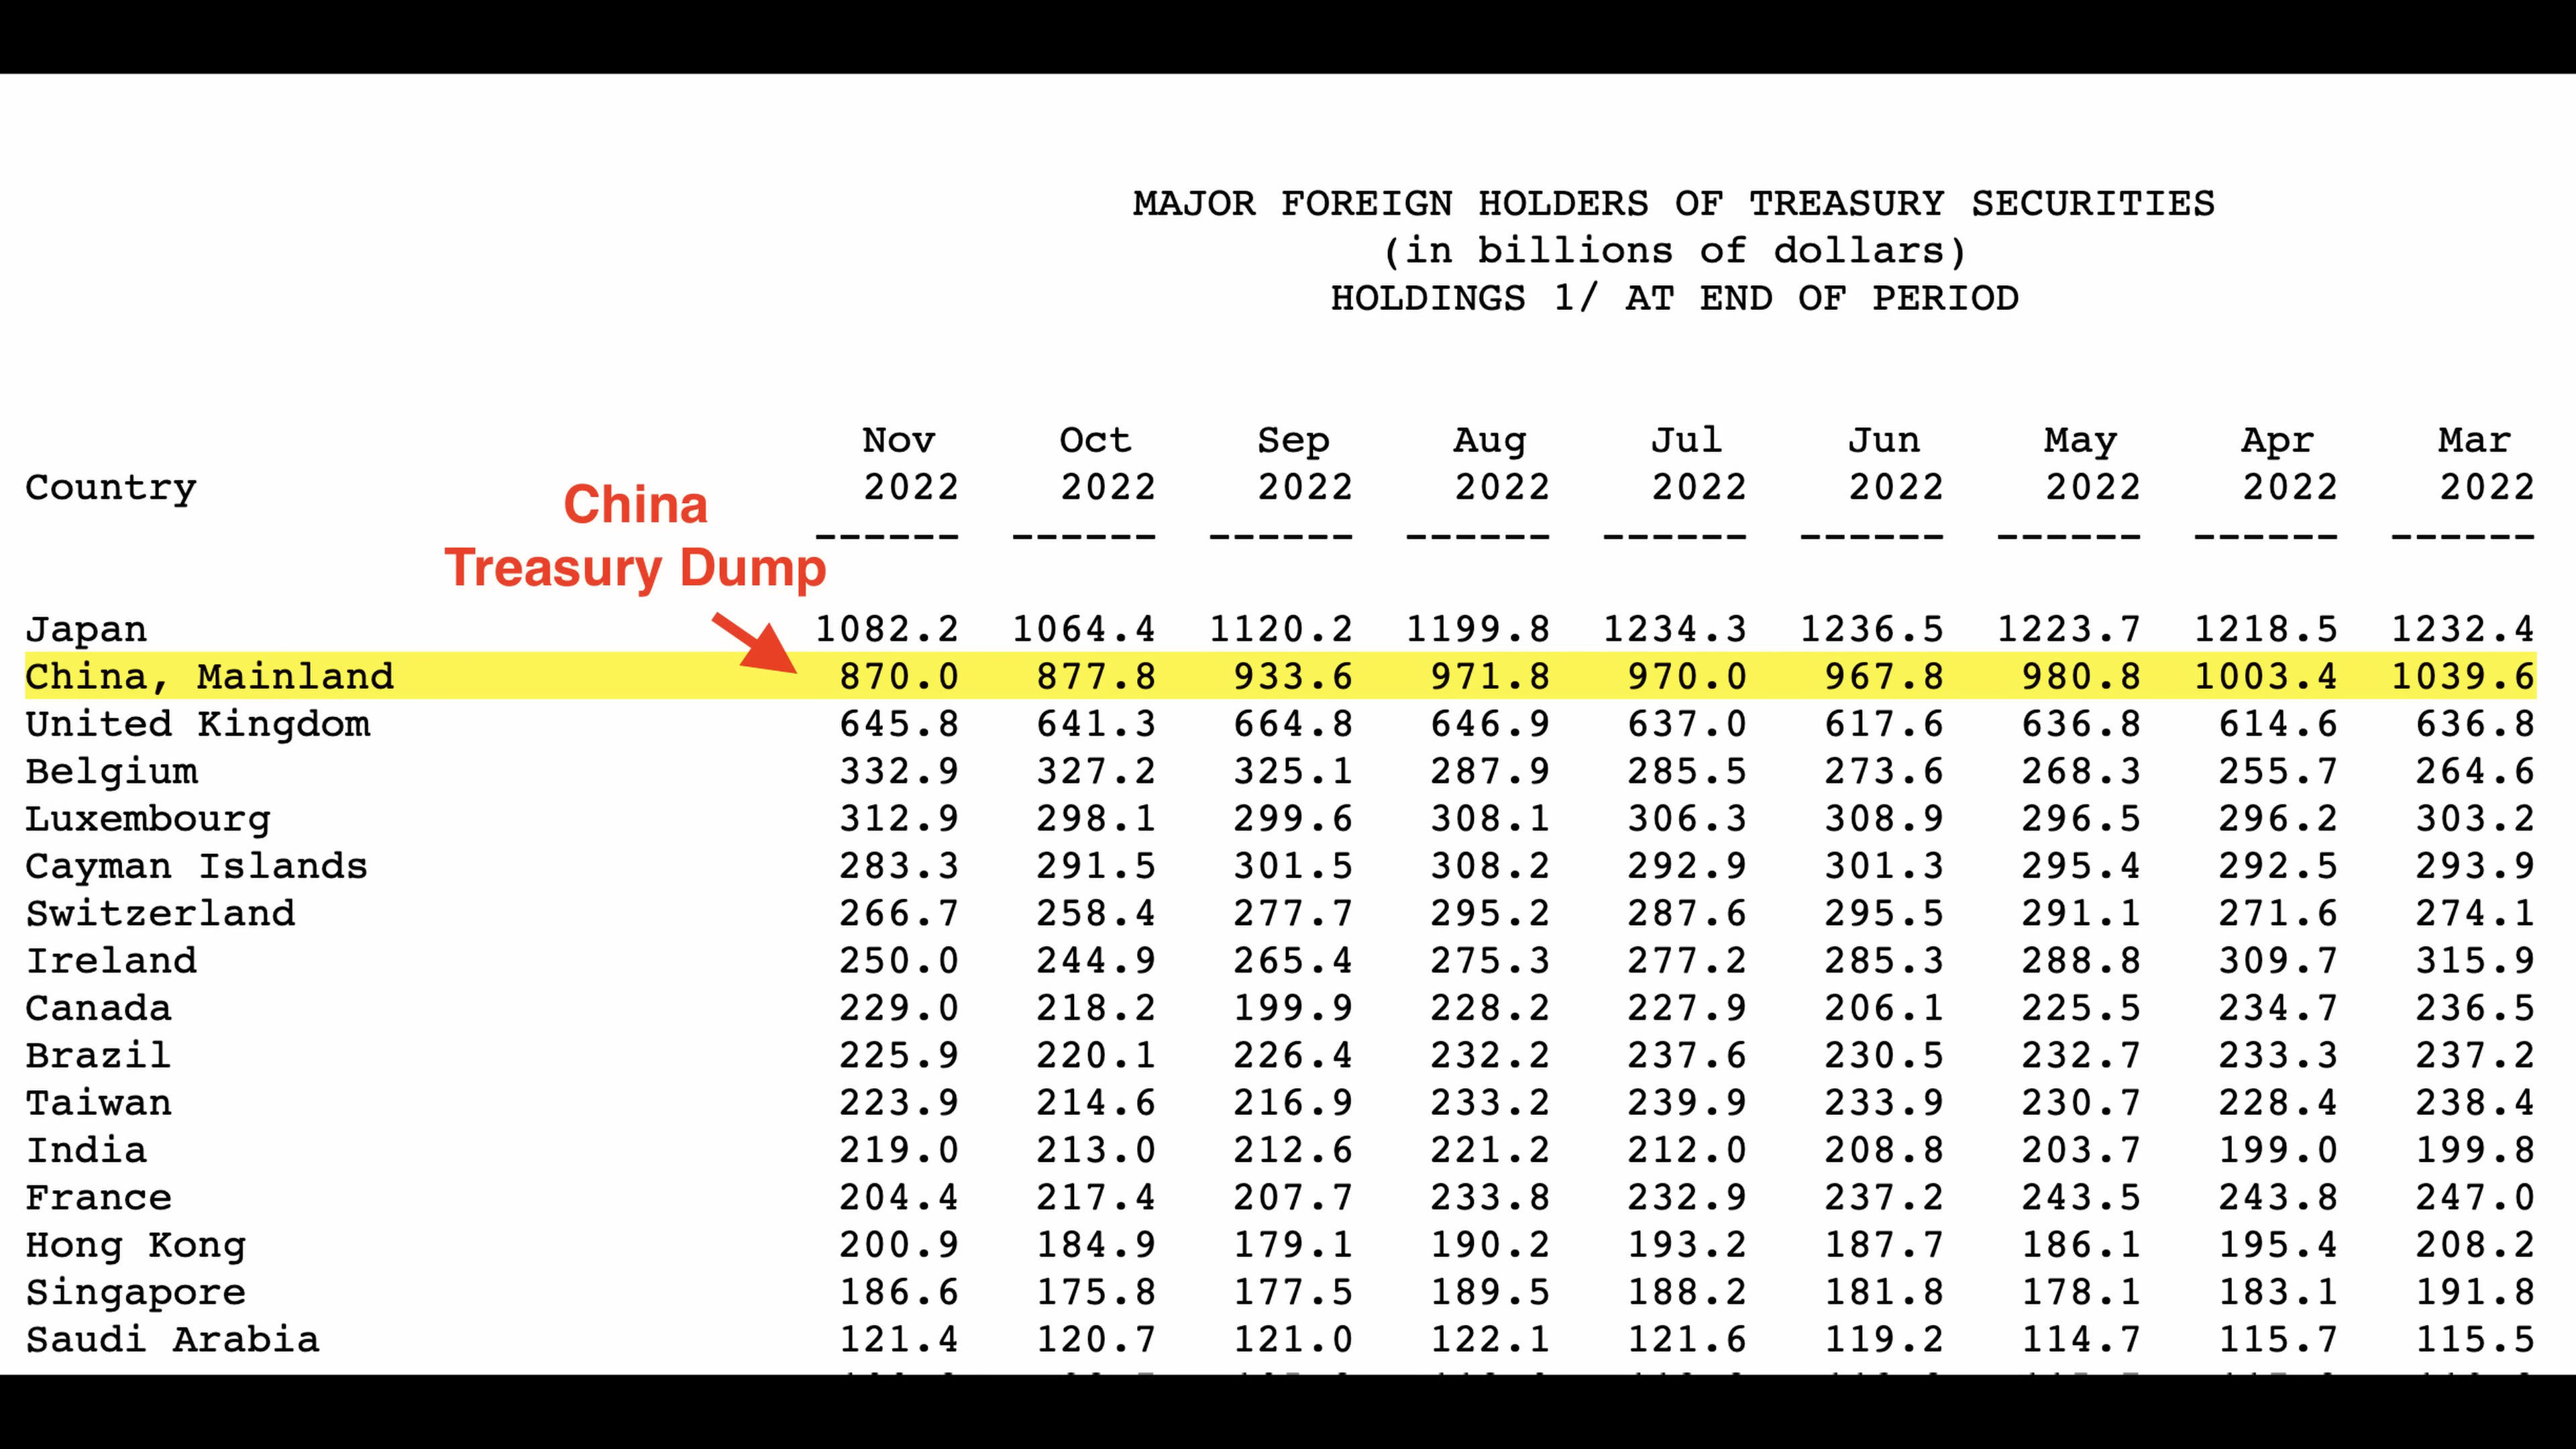 MAJOR FOREIGN HOLDERS OF TREASURY SECURITIES
(in billions of dollars)
HOLDINGS 1/ AT END OF PERIOD
Nov Oct Sep Aug Jul Jun May Apr Mar
Country 2022 2022 2022 2022 2022 2022 2022 2022 2022
China
Treasury Dump
------ ------ ------ ------ ------ ------ ------ ------ ------
Japan 1082.2 1064.4 1120.2 1199.8 1234.3 1236.5 1223.7 1218.5 1232.4
China, Mainland 870.0 877.8 933.6 971.8 970.0 967.8 980.8 1003.4 1039.6
United Kingdom 645.8 641.3 664.8 646.9 637.0 617.6 636.8 614.6 636.8
Belgium 332.9 327.2 325.1 287.9 285.5 273.6 268.3 255.7 264.6
Luxembourg 312.9 298.1 299.6 308.1 306.3 308.9 296.5 296.2 303.2
Cayman Islands 283.3 291.5 301.5 308.2 292.9 301.3 295.4 292.5 293.9
Switzerland 266.7 258.4 277.7 295.2 287.6 295.5 291.1 271.6 274.1
Ireland 250.0 244.9 265.4 275.3 277.2 285.3 288.8 309.7 315.9
Canada 229.0 218.2 199.9 228.2 227.9 206.1 225.5 234.7 236.5
Brazil 225.9 220.1 226.4 232.2 237.6 230.5 232.7 233.3 237.2
Taiwan 223.9 214.6 216.9 233.2 239.9 233.9 230.7 228.4 238.4
India 219.0 213.0 212.6 221.2 212.0 208.8 203.7 199.0 199.8
France 204.4 217.4 207.7 233.8 232.9 237.2 243.5 243.8 247.0
Hong Kong 200.9 184.9 179.1 190.2 193.2 187.7 186.1 195.4 208.2
Singapore 186.6 175.8 177.5 189.5 188.2 181.8 178.1 183.1 191.8
Saudi Arabia 121.4 120.7 121.0 122.1 121.6 119.2 114.7 115.7 115.5